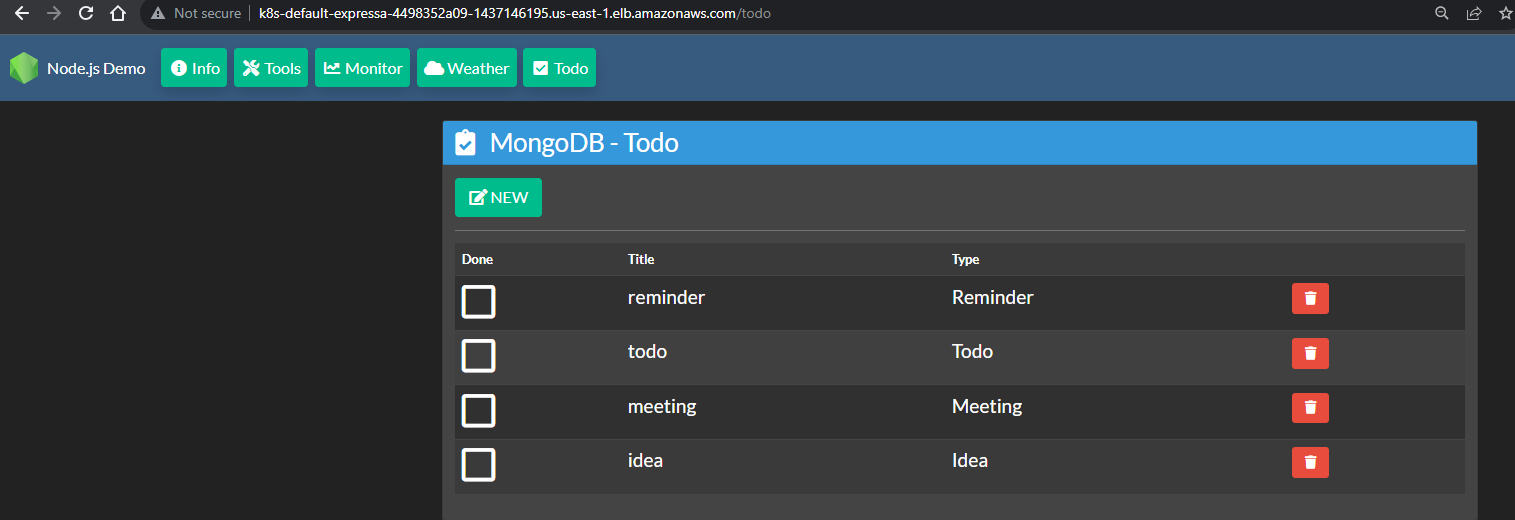 Not secure | k8s-default-expressa-4498352a09-1437146195.us-east-1.elb.amazonaws.com/todo
Node.js Demo Info Tools Monitor Weather Todo
MongoDB - Todo
NEW
Done Title Type
reminder Reminder
todo Todo
meeting Meeting
idea Idea